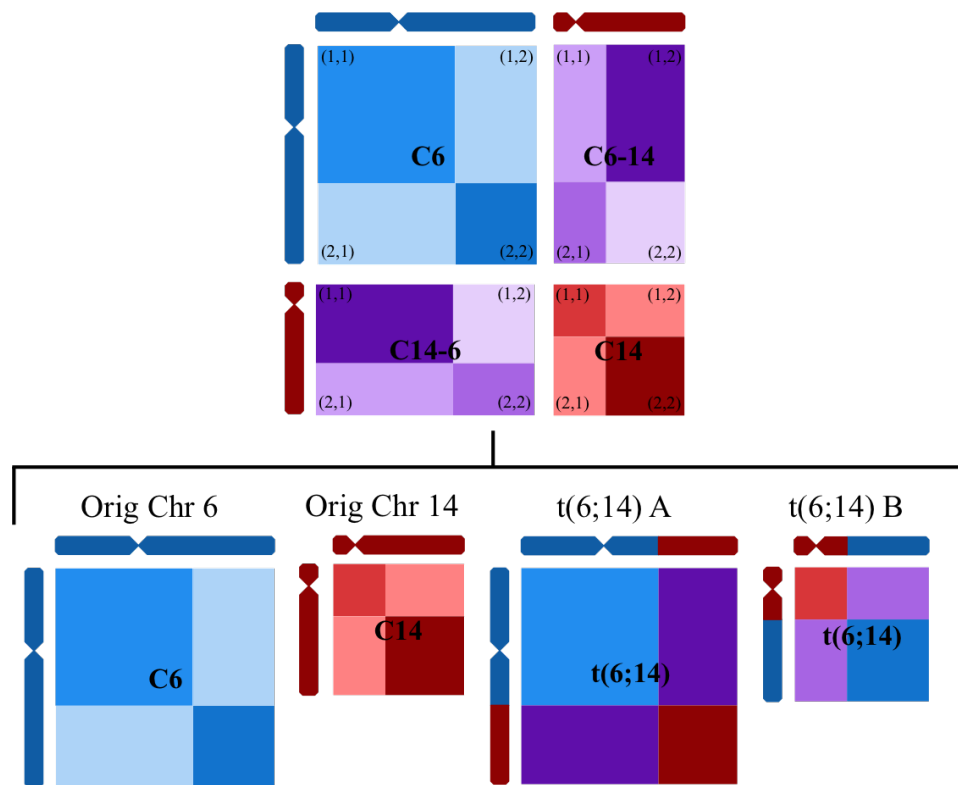 (1,1) (1,2) (1,1) (1,2)
C6 C6-14
(2,1) (2,2) (2,1) (2,2)
(1,1) (1,2) (1,1) (1,2)
C14-6 C14
(2,1) (2,2) (2,1) (2,2)
Orig Chr 6 Orig Chr 14 t(6;14) A t(6;14) B
C6 C14 t(6;14) t(6;14)